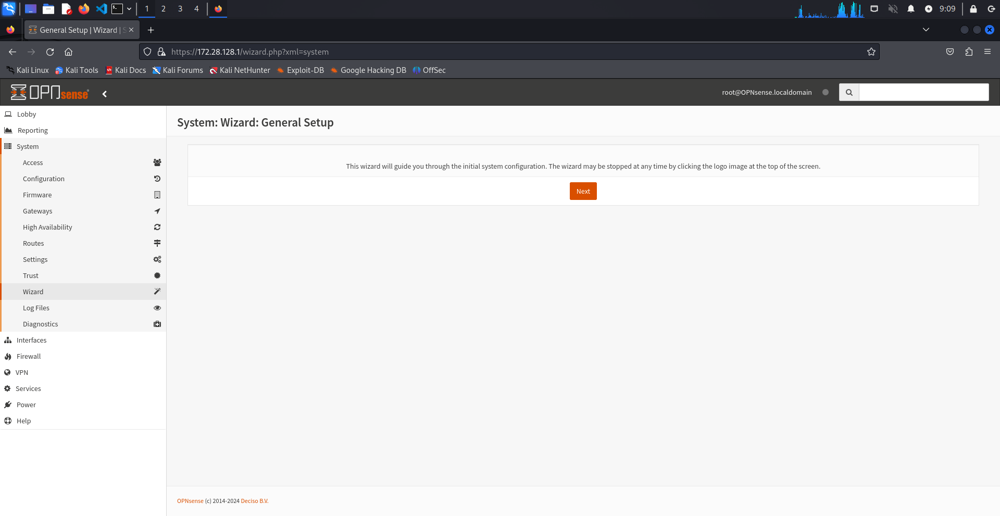 1 2 3 4
9:09
General Setup | Wizard | S
https://172.28.128.1/wizard.php?xml=system
Kali Linux Kali Tools Kali Docs Kali Forums Kali NetHunter Exploit-DB Google Hacking DB OffSec
OPNsense
root@OPNsense.localdomain
Lobby
Reporting
System
Access
Configuration
Firmware
Gateways
High Availability
Routes
Settings
Trust
Wizard
Log Files
Diagnostics
Interfaces
Firewall
VPN
Services
Power
Help
System: Wizard: General Setup
This wizard will guide you through the initial system configuration. The wizard may be stopped at any time by clicking the logo image at the top of the screen.
Next
OPNsense (c) 2014-2024 Deciso B.V.